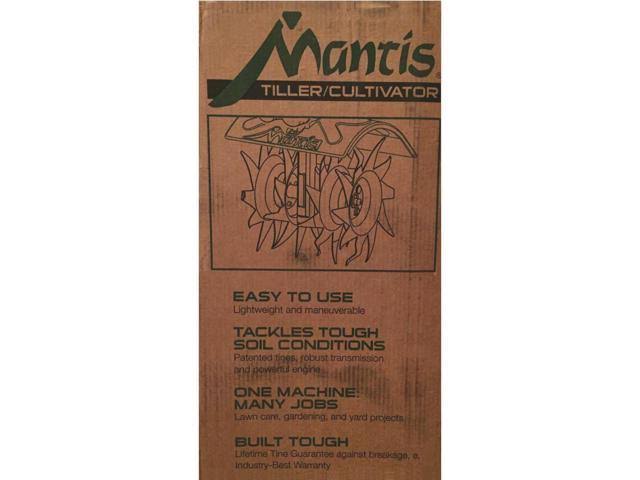 Mantis
TILLER/CULTIVATOR
Mantis
EASY TO USE
Lightweight and maneuverable
TACKLES TOUGH
SOIL CONDITIONS
Patented tines, robust transmission
and powerful engine
ONE MACHINE:
MANY JOBS
Lawn care, gardening, and yard projects
BUILT TOUGH
Lifetime Tine Guarantee against breakage, e.
Industry-Best Warranty